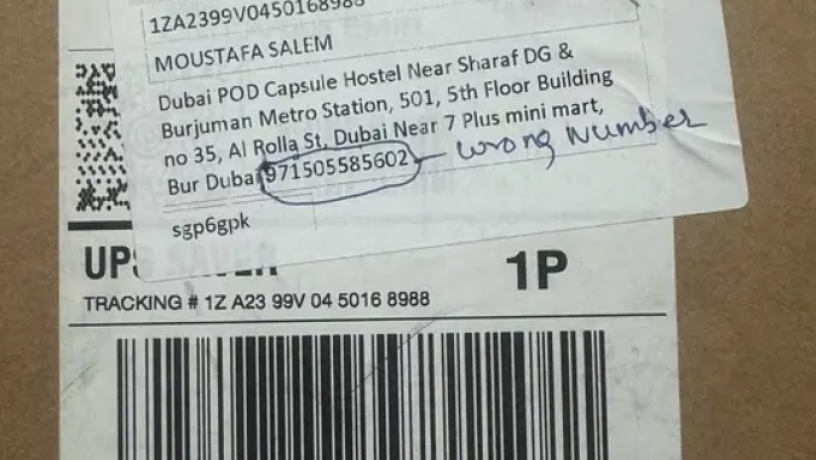 1ZA2399V0450168988
MOUSTAFA SALEM
Dubai POD Capsule Hostel Near Sharaf DG &
Burjuman Metro Station, 501, 5th Floor Building
no 35, Al Rolla St, Dubai Near 7 Plus mini mart,
Bur Dubai 971505585602 - wrong Number
sgp6gpk
UPS SAVER
1P
TRACKING # 1Z A23 99V 04 5016 8988